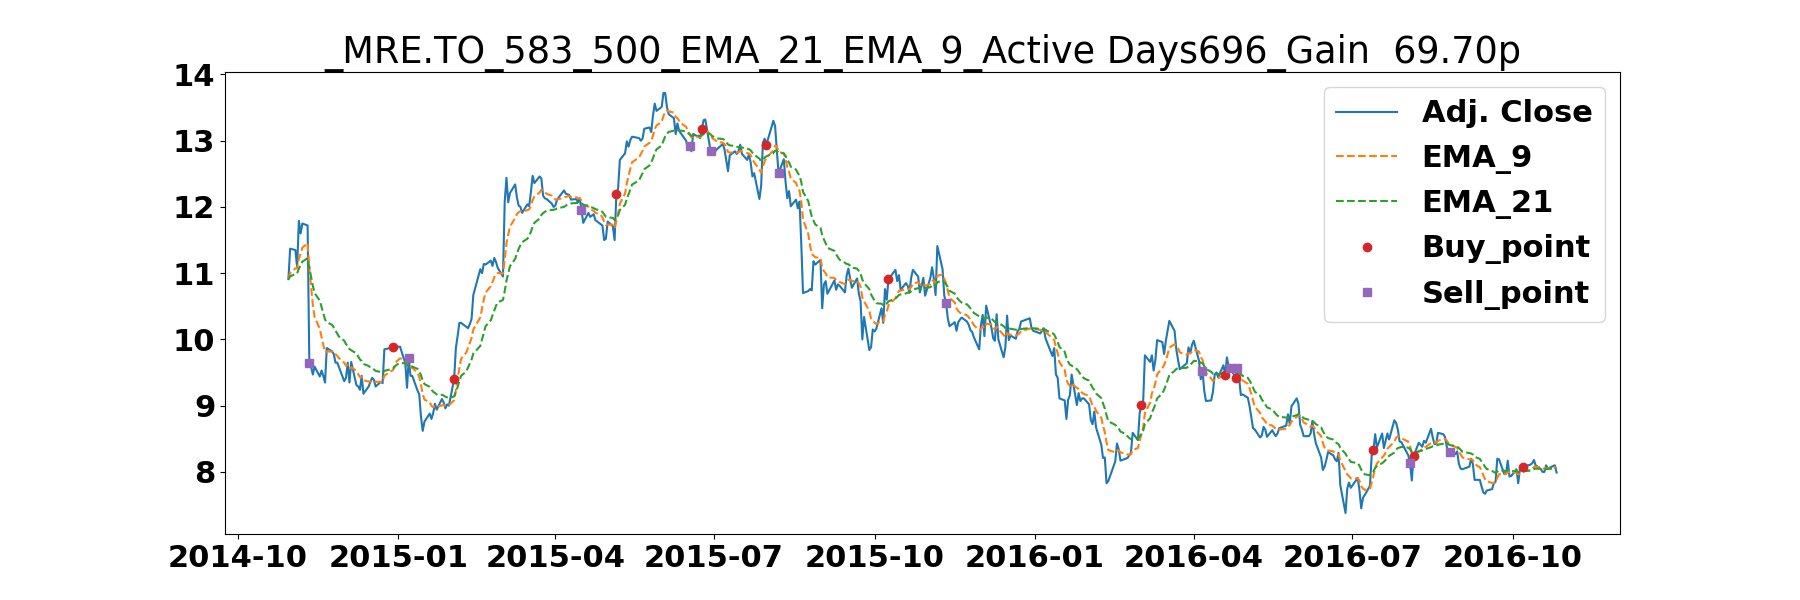 _MRE.TO_583_500_EMA_21_EMA_9_Active Days696_Gain  69.70p
14
13
12
11
10
9
8
Adj. Close
EMA_9
EMA_21
Buy_point
Sell_point
2014-10 2015-01 2015-04 2015-07 2015-10 2016-01 2016-04 2016-07 2016-10